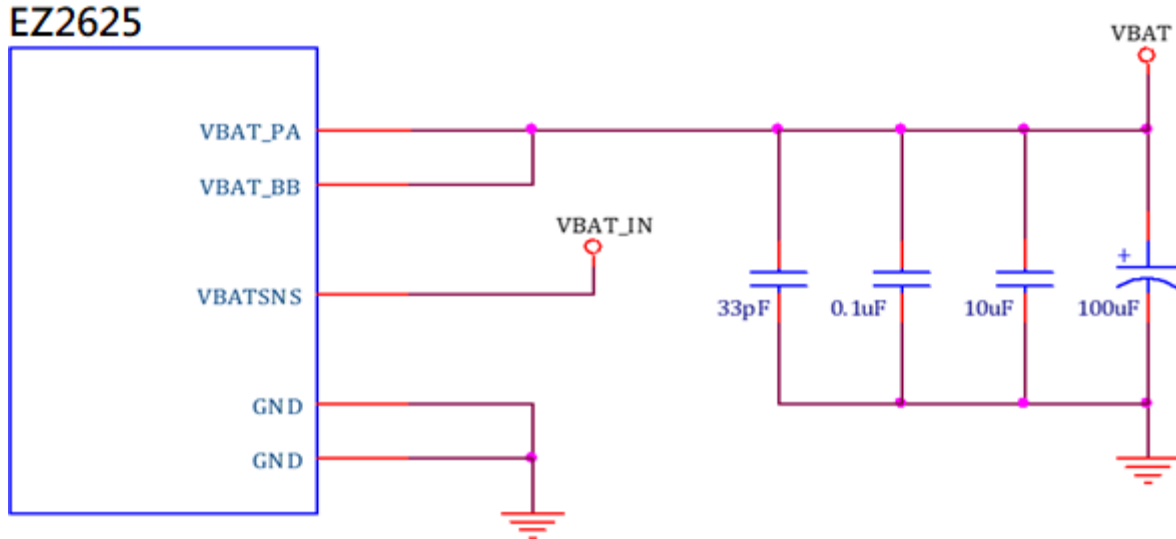 EZ2625
VBAT
VBAT_PA
VBAT_BB
VBAT_IN
VBATSNS
+
33pF 0.1uF 10uF 100uF
GND
GND